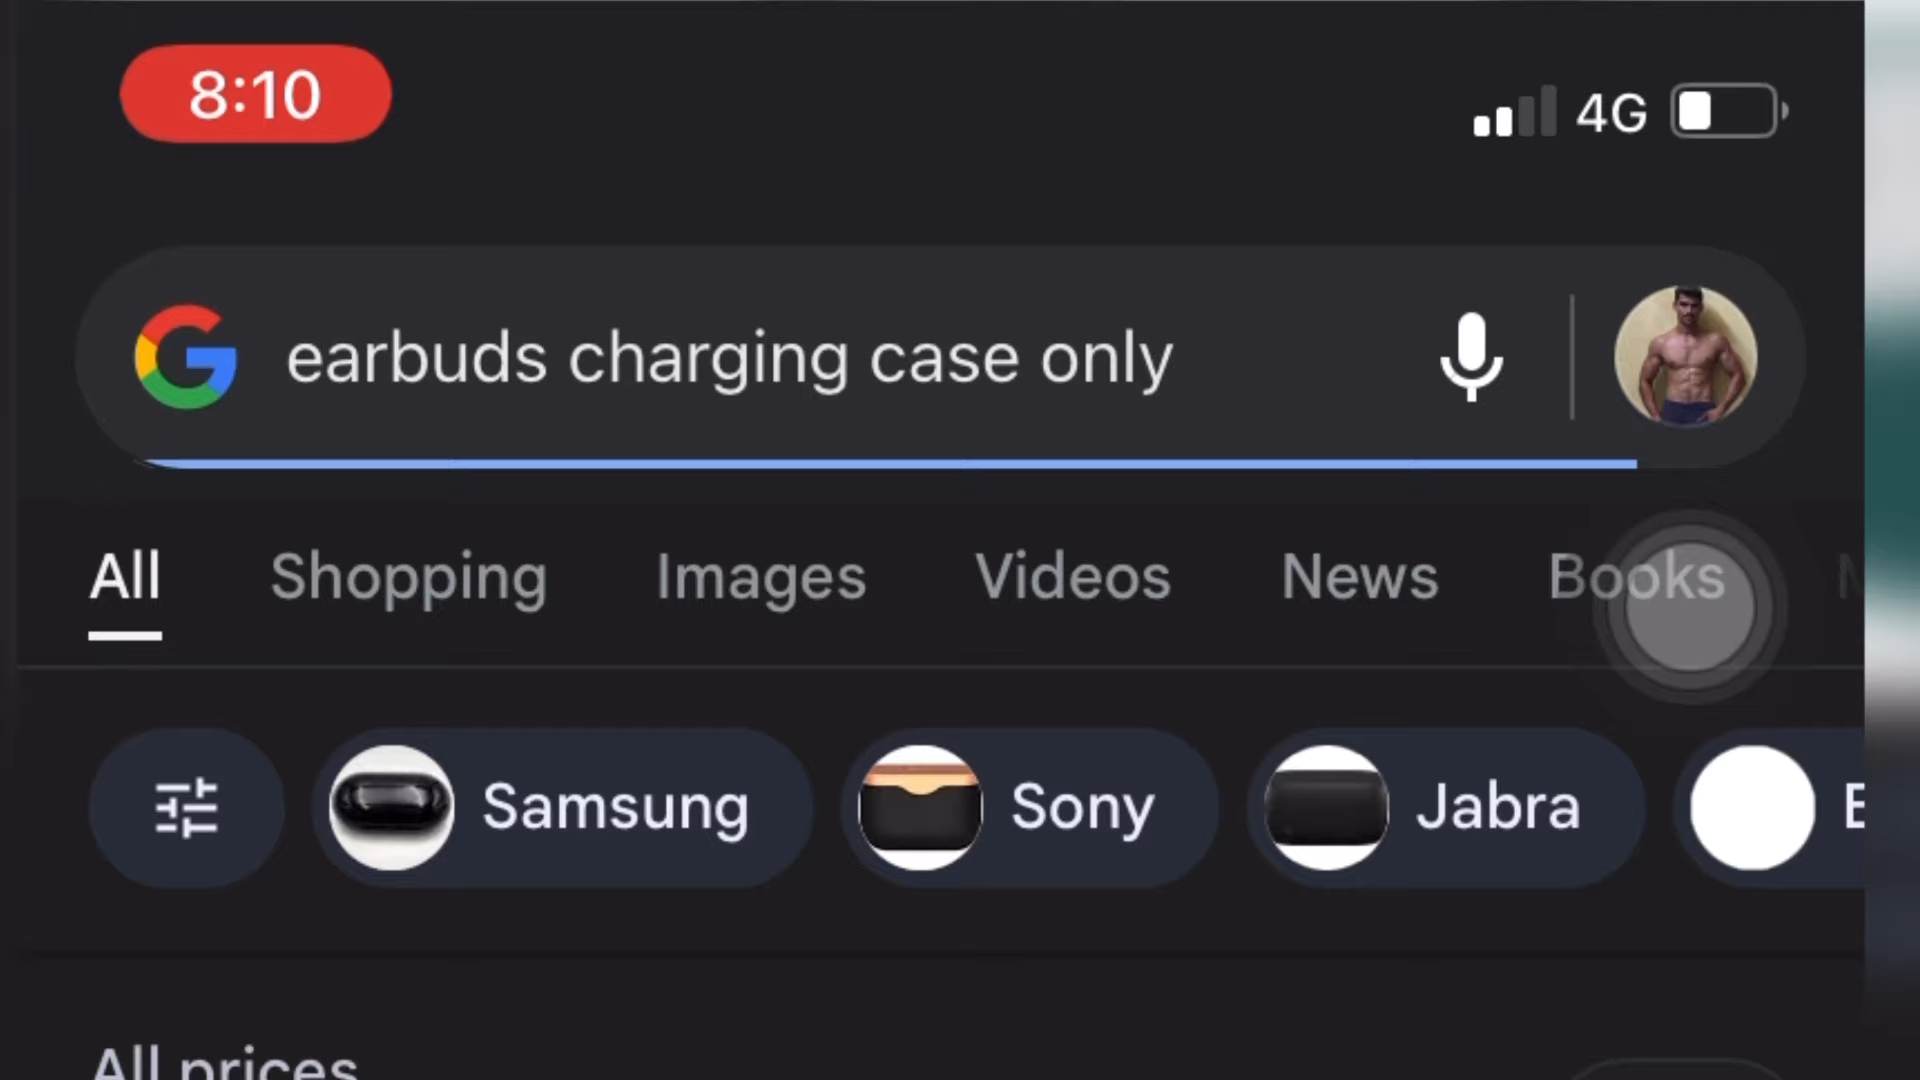 8:10
4G
earbuds charging case only
All Shopping Images Videos News Books
Samsung Sony Jabra
All prices